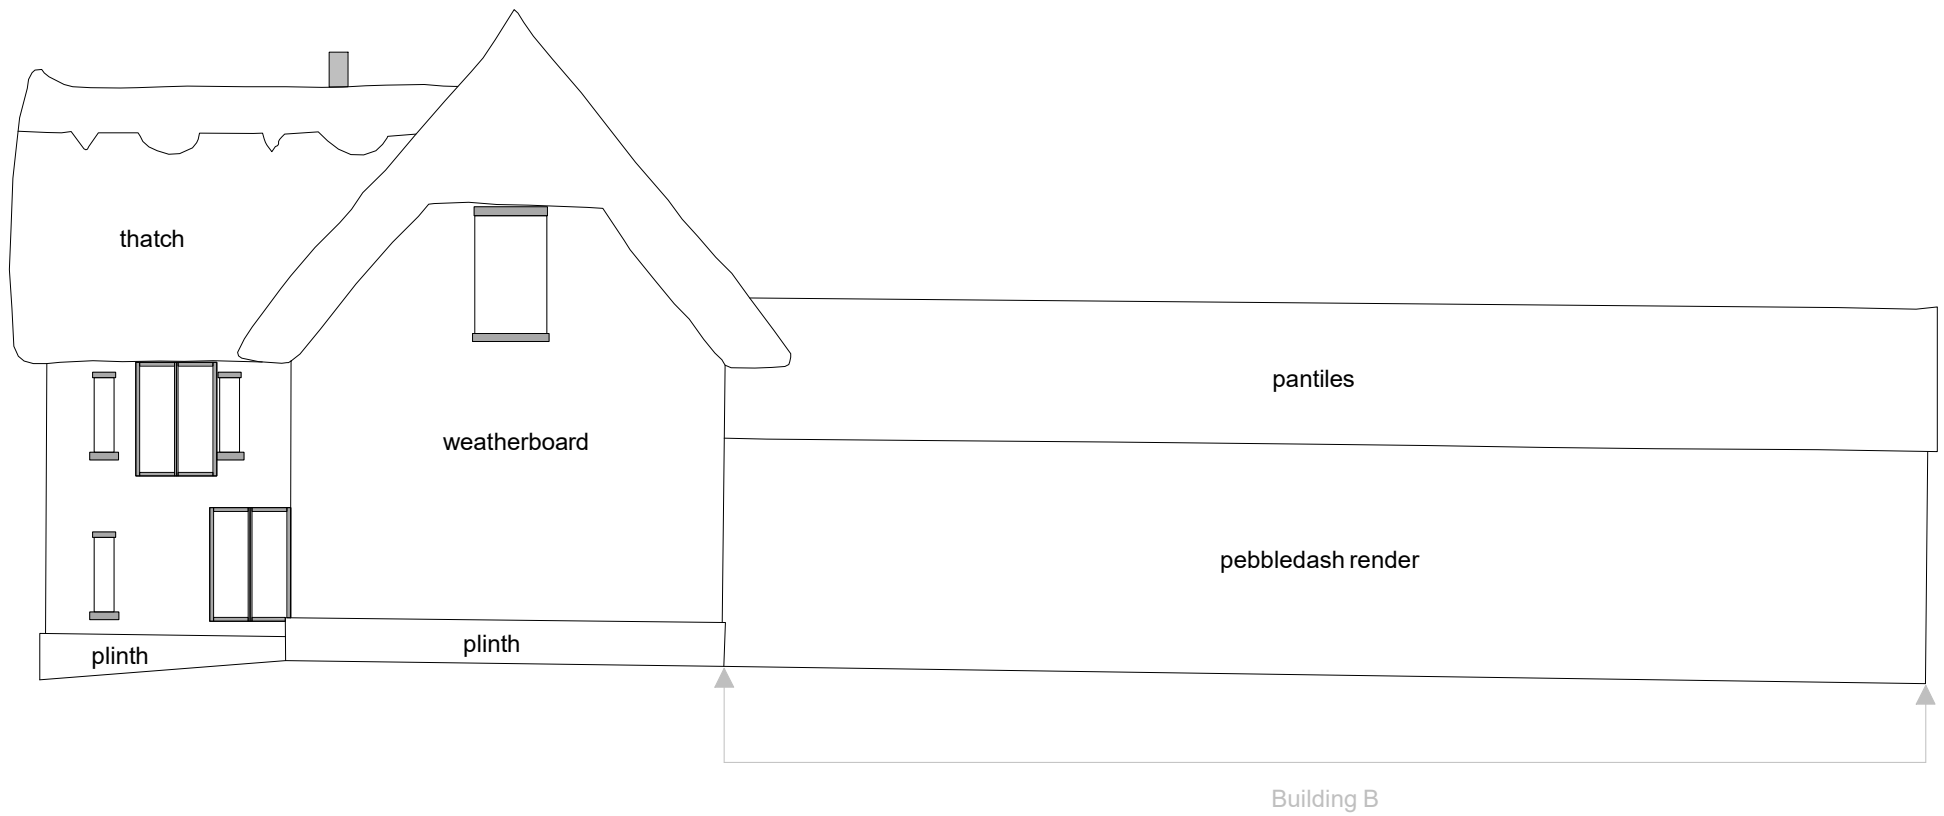 thatch
pantiles
weatherboard
pebbledash render
plinth
plinth
Building B